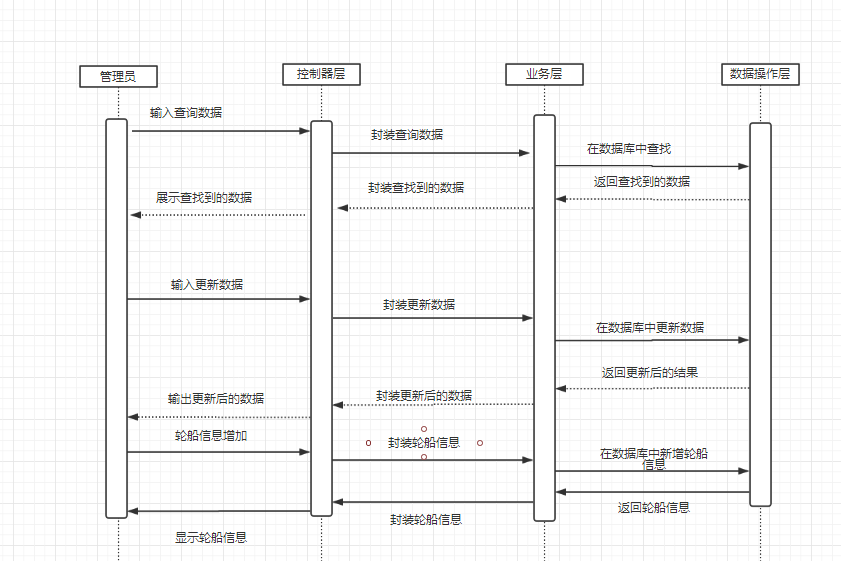 管理员
控制器层
业务层
数据操作层
输入查询数据
封装查询数据
在数据库中查找
返回查找到的数据
封装查找到的数据
展示查找到的数据
输入更新数据
封装更新数据
在数据库中更新数据
返回更新后的结果
封装更新后的数据
输出更新后的数据
轮船信息增加
封装轮船信息
在数据库中新增轮船
信息
返回轮船信息
封装轮船信息
显示轮船信息